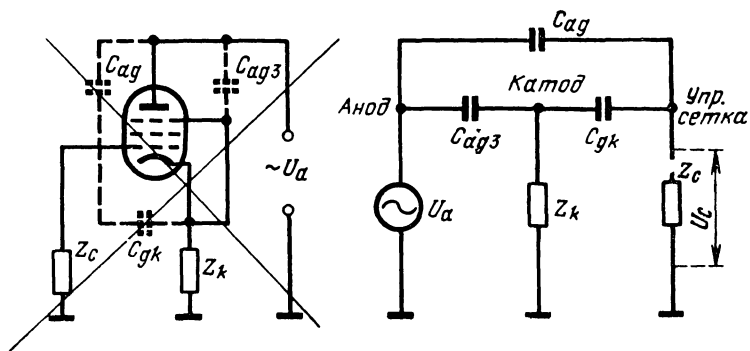 Cag
Cag3
~Ua
Cgk
Zc
Zk
Cag
Анод
Катод
Упр.
сетка
Cag3
Cgk
Ua
Zk
Zc
Uc